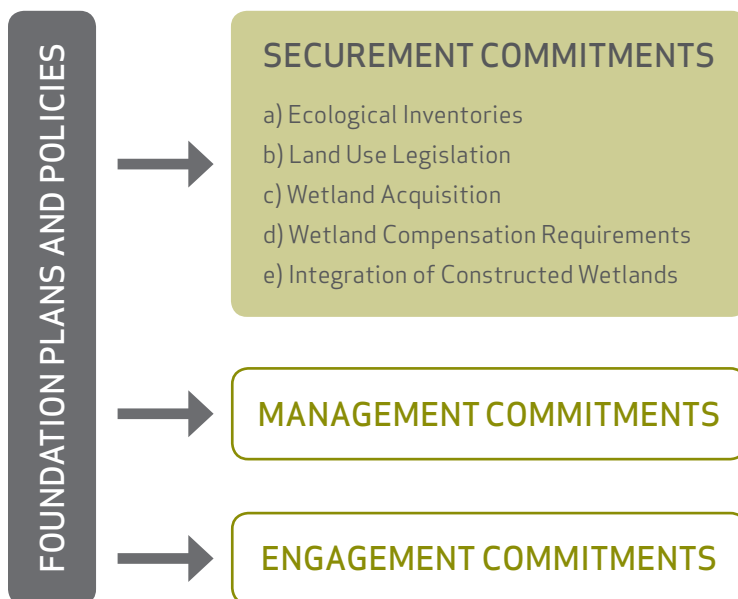 FOUNDATION PLANS AND POLICIES
SECUREMENT COMMITMENTS
a) Ecological Inventories
b) Land Use Legislation
c) Wetland Acquisition
d) Wetland Compensation Requirements
e) Integration of Constructed Wetlands
MANAGEMENT COMMITMENTS
ENGAGEMENT COMMITMENTS